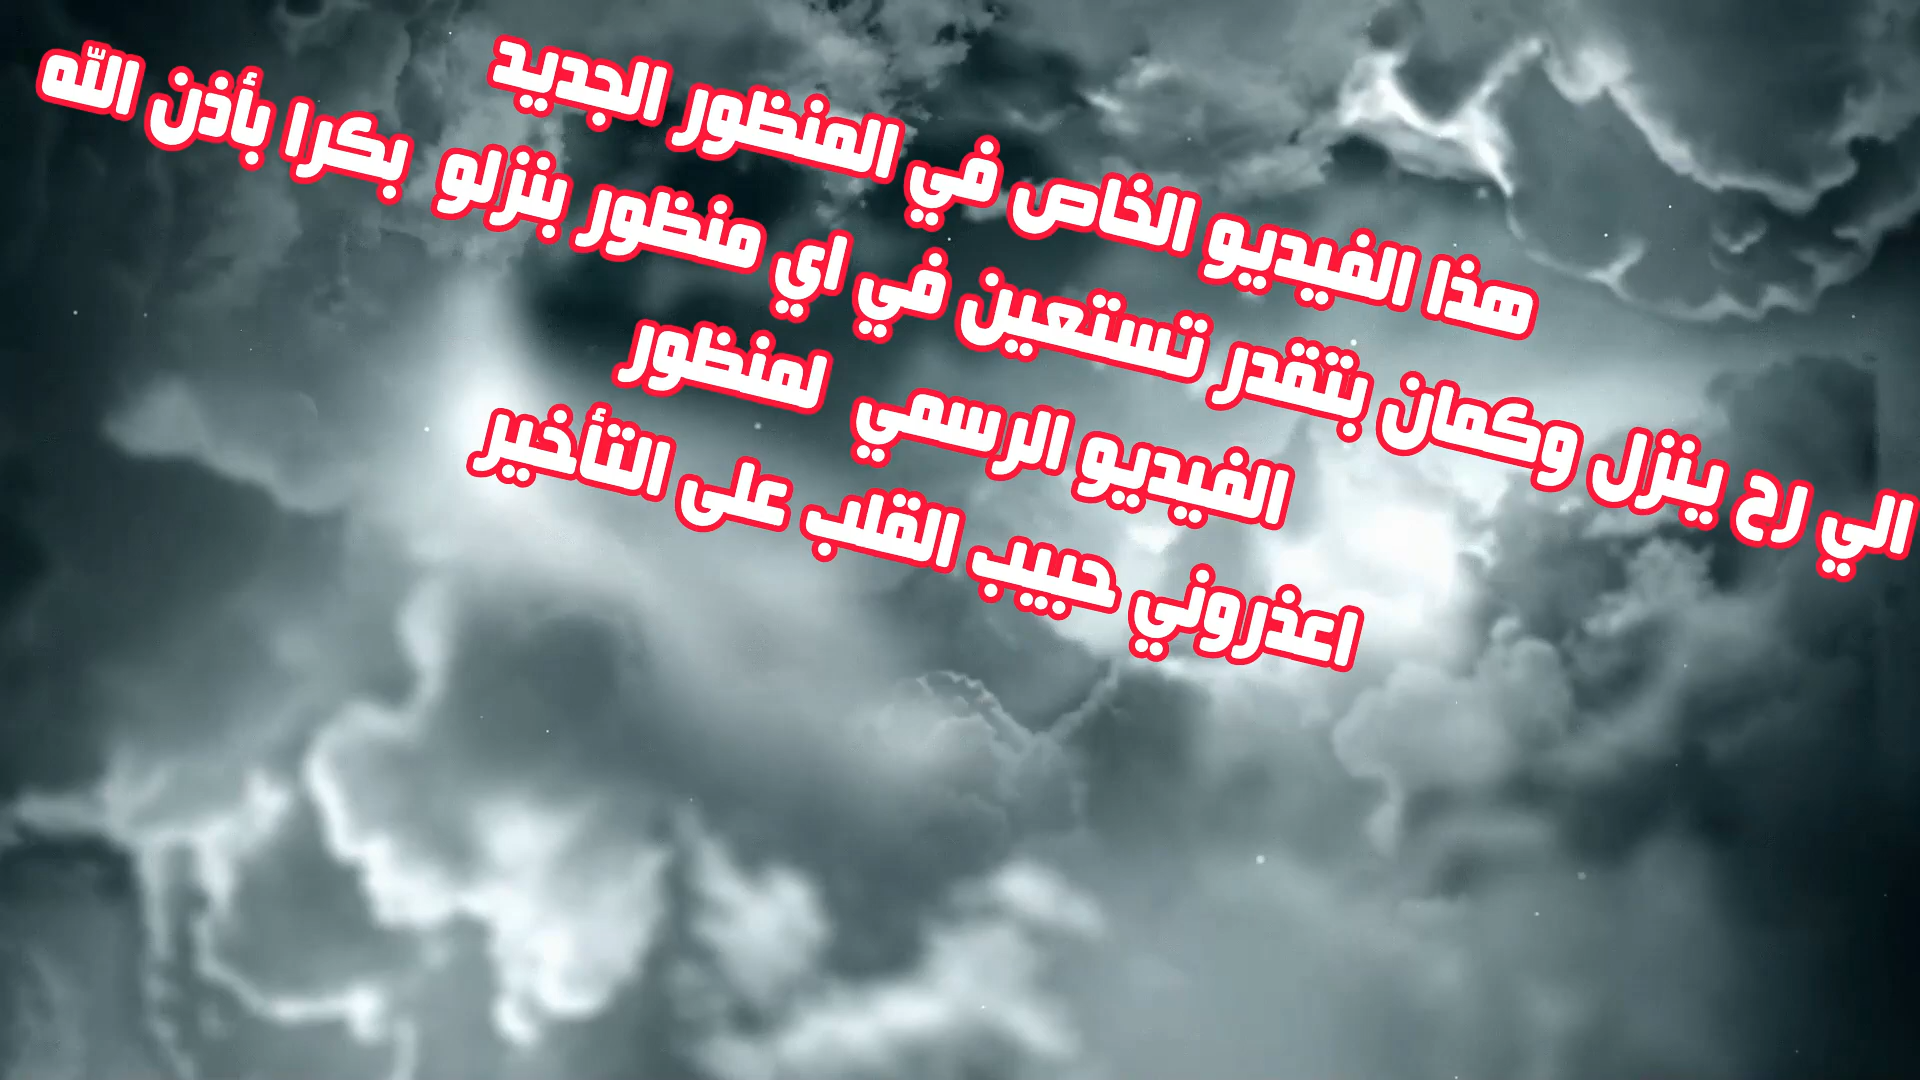 هذا الفيديو الخاص في المنظور الجديد
الي رح ينزل وكمان بتقدر تستعين في اي منظور بنزلو بكرا بأذن الله
الفيديو الرسمي لمنظور
اعذروني حبيب القلب على التأخير